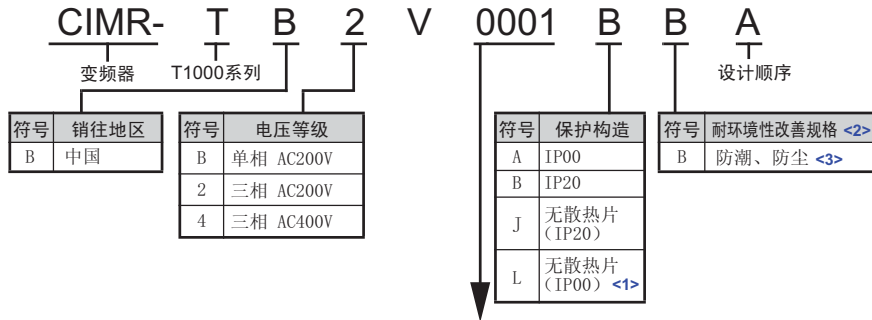 CIMR- T B 2 V 0001 B B A
变频器 T1000系列 设计顺序
符号 销往地区
B 中国
符号 电压等级
B 单相 AC200V
2 三相 AC200V
4 三相 AC400V
符号 保护构造
A IP00
B IP20
J 无散热片
（IP20）
L 无散热片
（IP00） <1>
符号 耐环境性改善规格 <2>
B 防潮、防尘 <3>